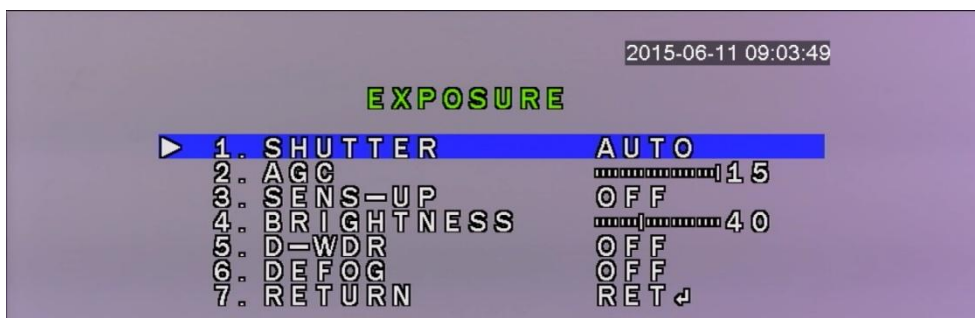 2015-06-11 09:03:49
EXPOSURE
1. SHUTTER AUTO
2. AGC 15
3. SENS-UP OFF
4. BRIGHTNESS 40
5. D-WDR OFF
6. DEFOG OFF
7. RETURN RET↲